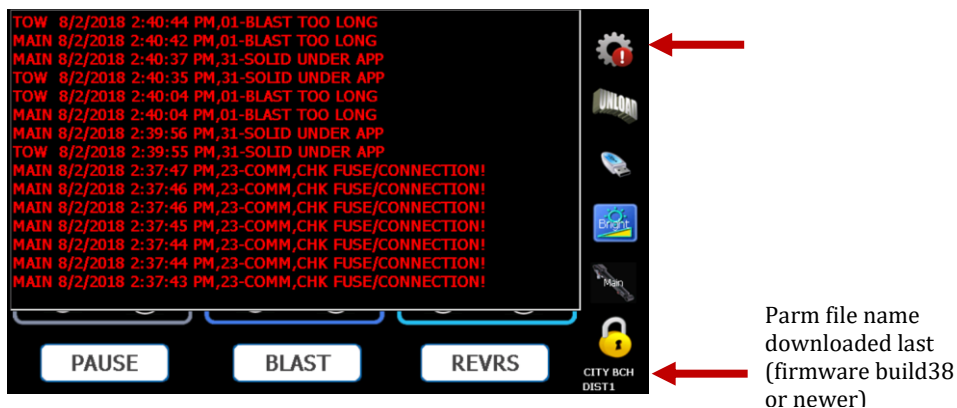 TOW 8/2/2018 2:40:44 PM,01-BLAST TOO LONG
MAIN 8/2/2018 2:40:42 PM,01-BLAST TOO LONG
MAIN 8/2/2018 2:40:37 PM,31-SOLID UNDER APP
TOW 8/2/2018 2:40:35 PM,31-SOLID UNDER APP
TOW 8/2/2018 2:40:04 PM,01-BLAST TOO LONG
MAIN 8/2/2018 2:40:04 PM,01-BLAST TOO LONG
MAIN 8/2/2018 2:39:56 PM,31-SOLID UNDER APP
TOW 8/2/2018 2:39:55 PM,31-SOLID UNDER APP
MAIN 8/2/2018 2:37:47 PM,23-COMM,CHK FUSE/CONNECTION!
MAIN 8/2/2018 2:37:46 PM,23-COMM,CHK FUSE/CONNECTION!
MAIN 8/2/2018 2:37:46 PM,23-COMM,CHK FUSE/CONNECTION!
MAIN 8/2/2018 2:37:45 PM,23-COMM,CHK FUSE/CONNECTION!
MAIN 8/2/2018 2:37:44 PM,23-COMM,CHK FUSE/CONNECTION!
MAIN 8/2/2018 2:37:44 PM,23-COMM,CHK FUSE/CONNECTION!
MAIN 8/2/2018 2:37:43 PM,23-COMM,CHK FUSE/CONNECTION!
UNLOAD
Bright
Main
PAUSE
BLAST
REVRS
CITY BCH
DIST1
Parm file name
downloaded last
(firmware build38
or newer)